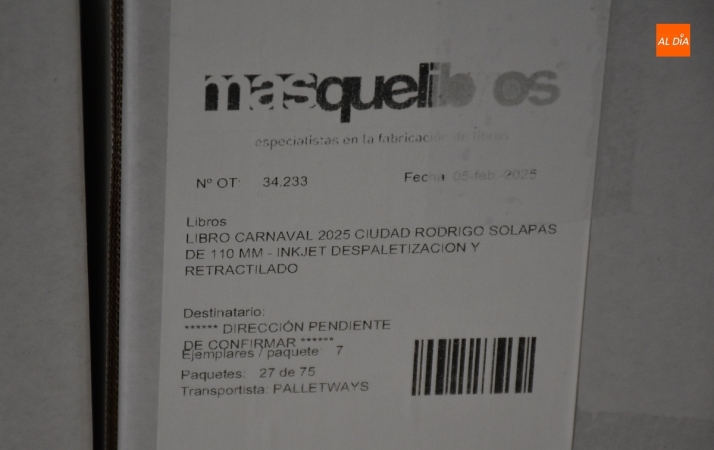 AL DÍA
masquelibros
especialistas en la fabricación de libros
Nº OT: 34.233 Fecha 05-feb.-2025
Libros
LIBRO CARNAVAL 2025 CIUDAD RODRIGO SOLAPAS
DE 110 MM - INKJET DESPALETIZACION Y
RETRACTILADO
Destinatario:
****** DIRECCIÓN PENDIENTE
DE CONFIRMAR ******
Ejemplares / paquete: 7
Paquetes: 27 de 75
Transportista: PALLETWAYS